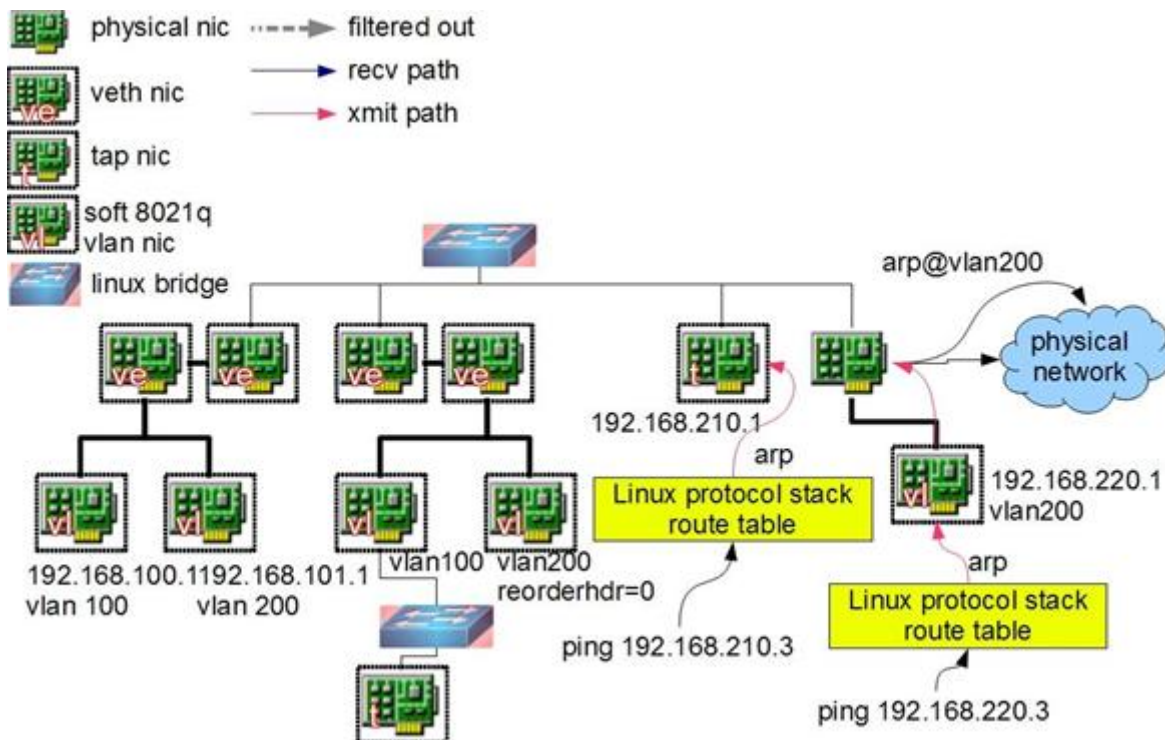 physical nic
filtered out
ve
veth nic
recv path
xmit path
t
tap nic
vl
soft 8021q
vlan nic
linux bridge
arp@vlan200
physical
network
ve
ve
ve
ve
t
192.168.210.1
arp
Linux protocol stack
route table
vl
192.168.220.1
vlan200
vl
vl
vl
vl
192.168.100.1
192.168.101.1
vlan 100
vlan 200
vlan100
vlan200
reorderhdr=0
arp
Linux protocol stack
route table
ping 192.168.210.3
t
ping 192.168.220.3